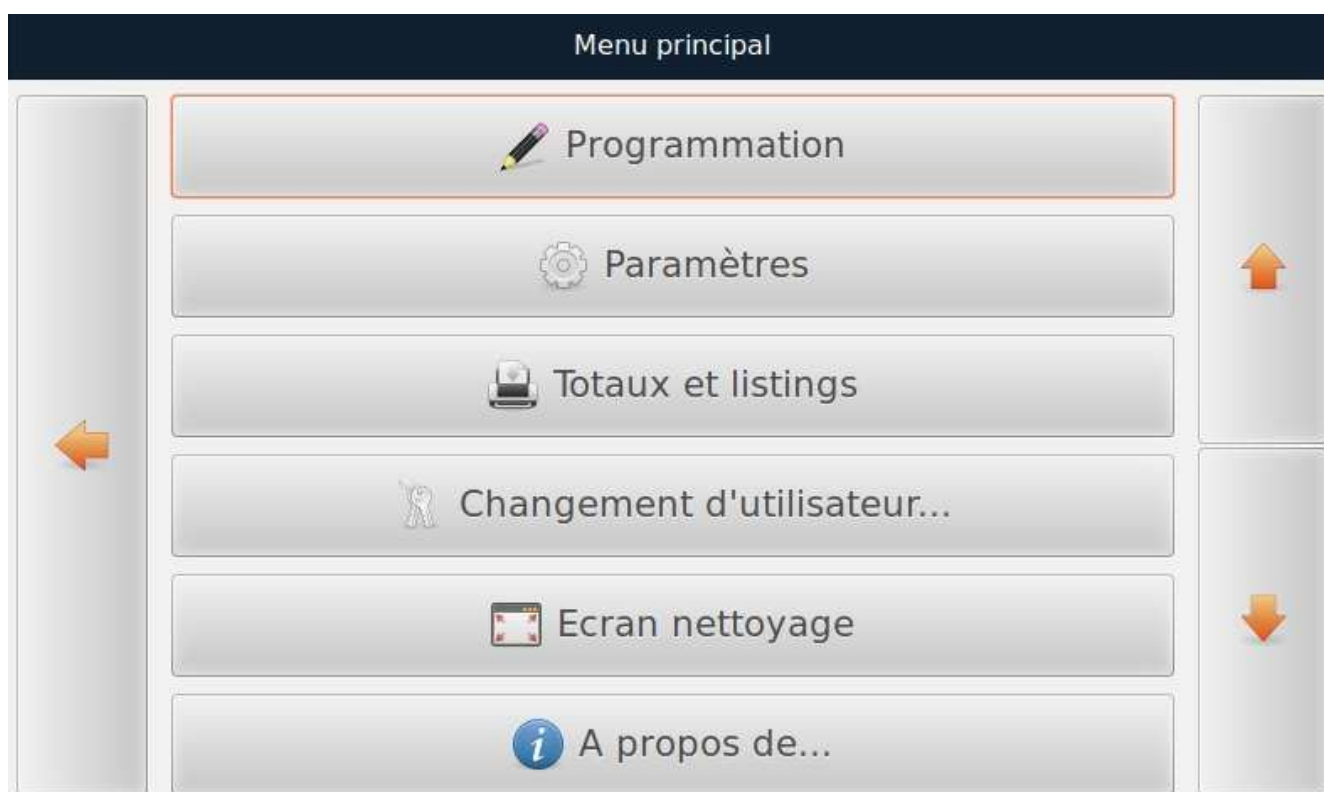 Menu principal
Programmation
Paramètres
Totaux et listings
Changement d'utilisateur...
Ecran nettoyage
A propos de...